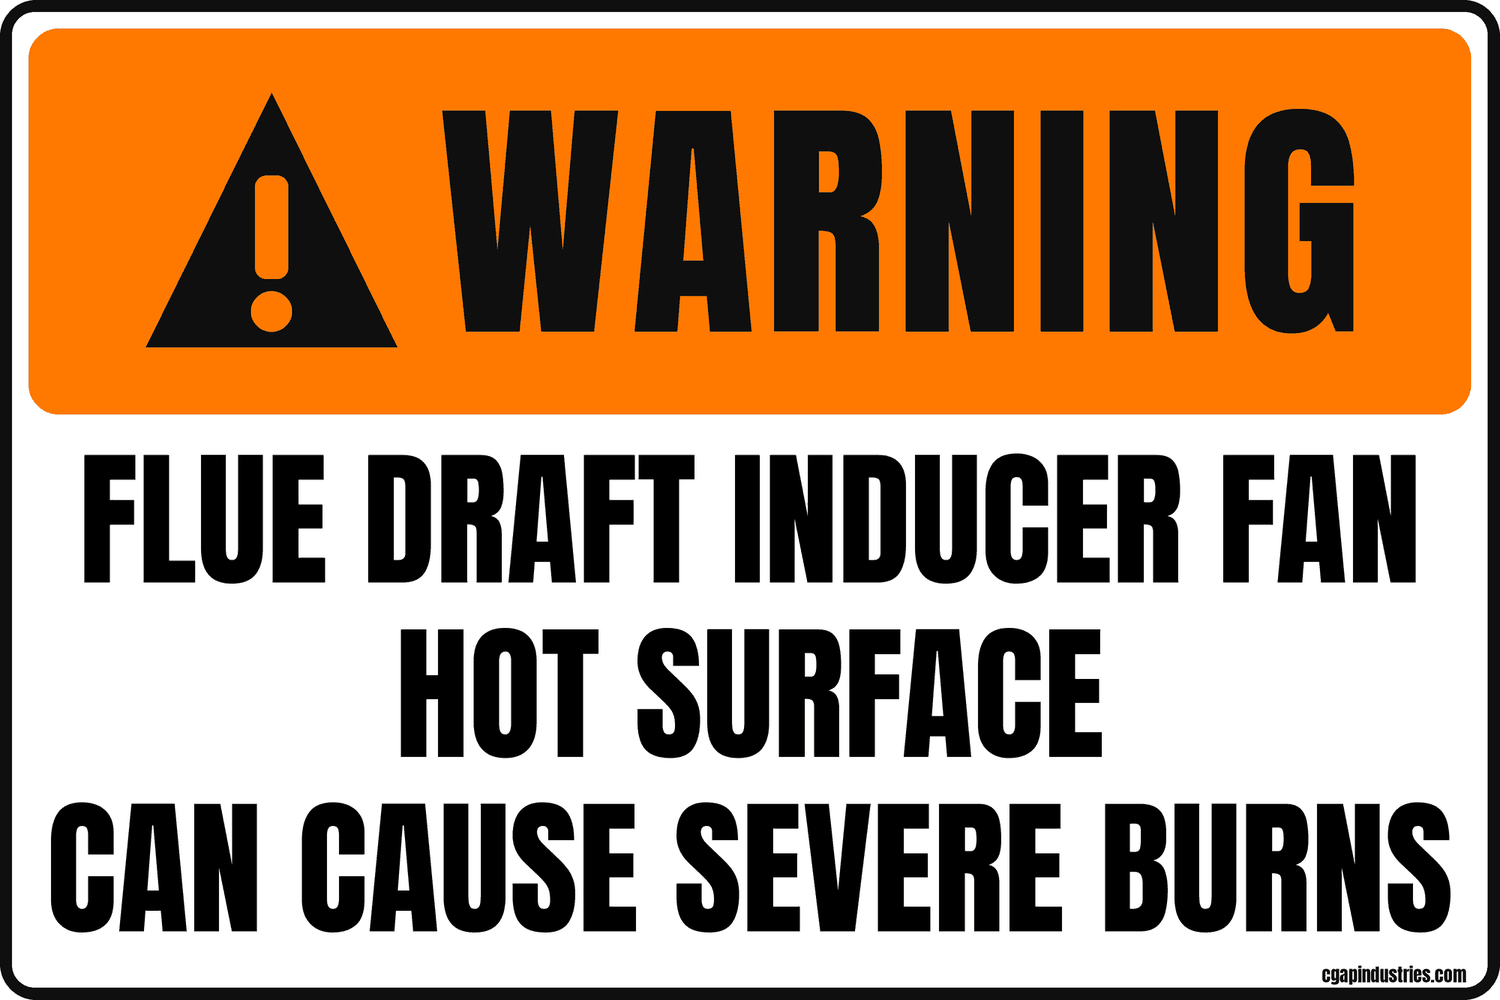 WARNING
FLUE DRAFT INDUCER FAN
HOT SURFACE
CAN CAUSE SEVERE BURNS
cgapindustries.com